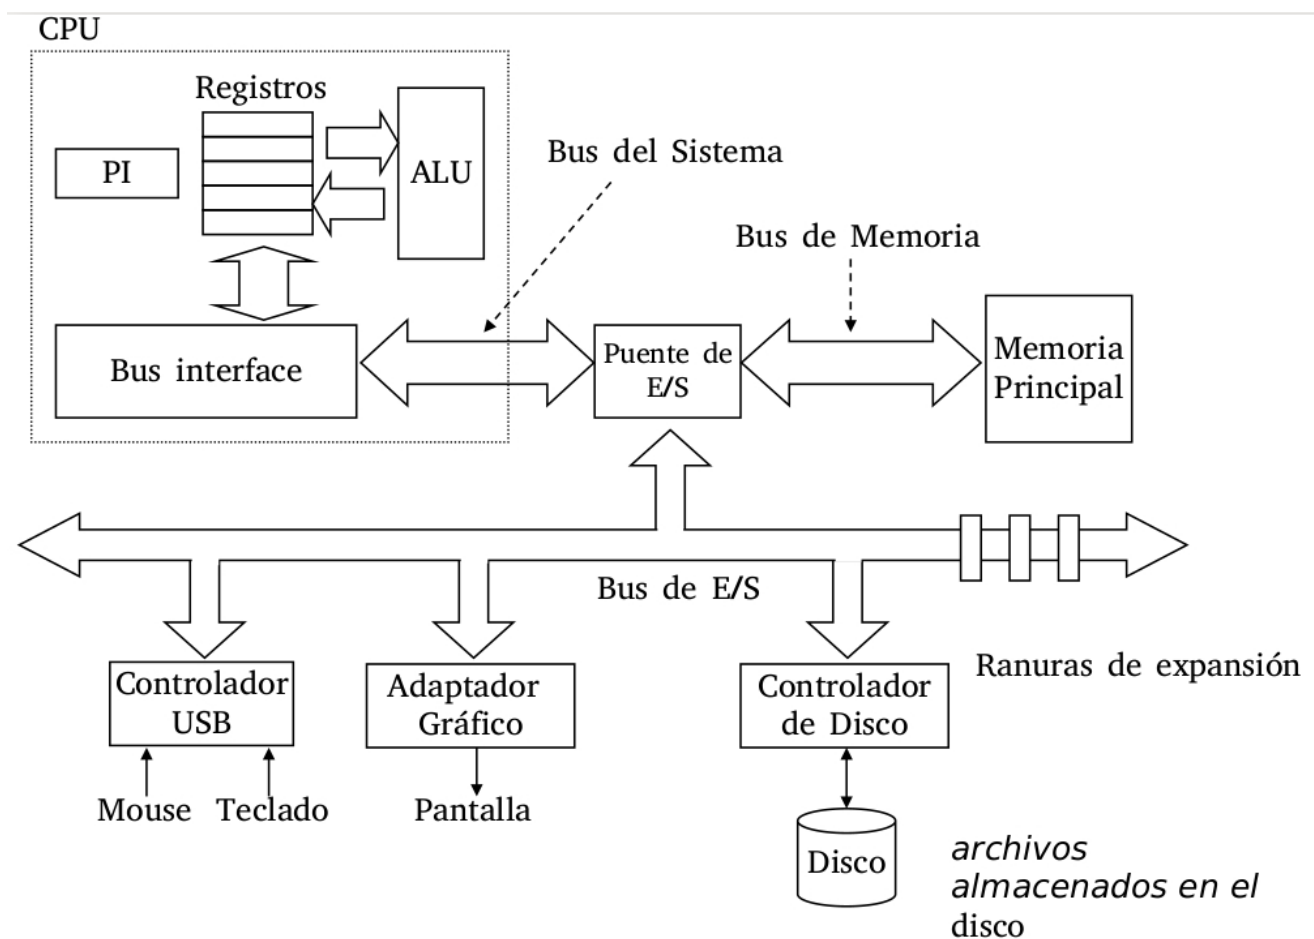 CPU
Registros
PI
ALU
Bus del Sistema
Bus de Memoria
Bus interface
Puente de
E/S
Memoria
Principal
Bus de E/S
Ranuras de expansión
Controlador
USB
Adaptador
Gráfico
Controlador
de Disco
Mouse
Teclado
Pantalla
Disco
archivos
almacenados en el
disco